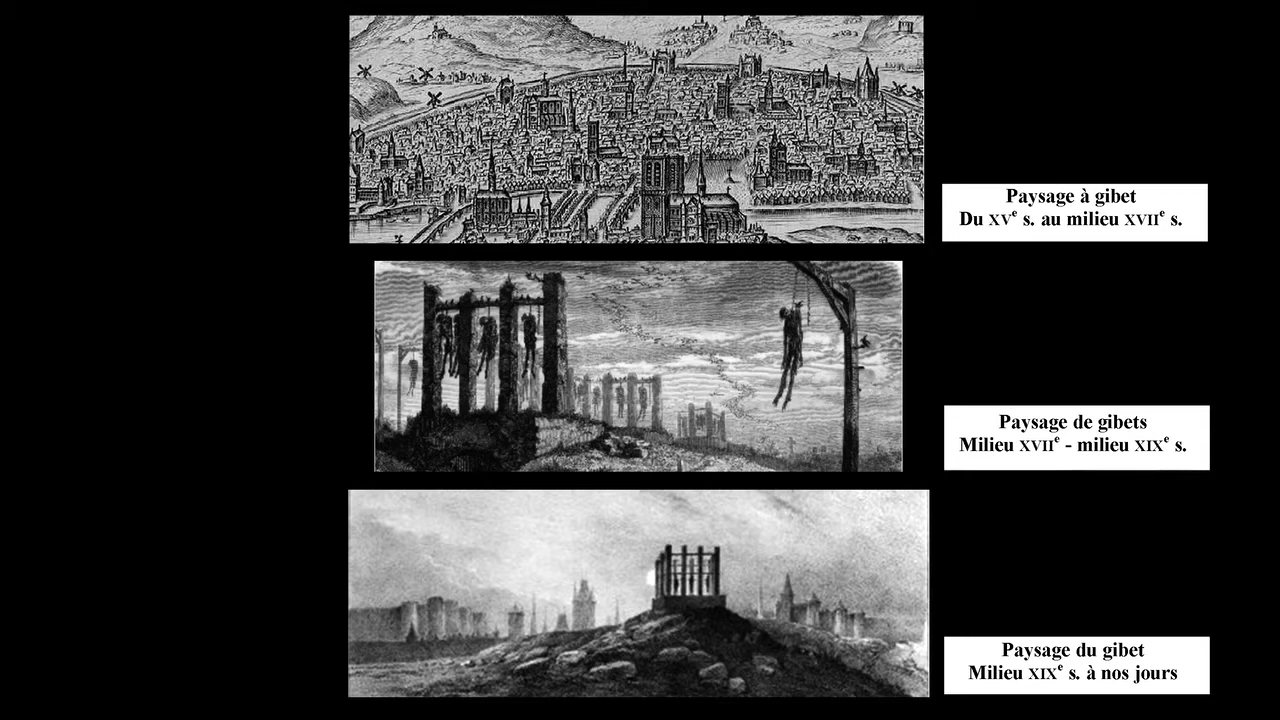 Paysage à gibet
Du XVe s. au milieu XVIIe s.
Paysage de gibets
Milieu XVIIe - milieu XIXe s.
Paysage du gibet
Milieu XIXe s. à nos jours